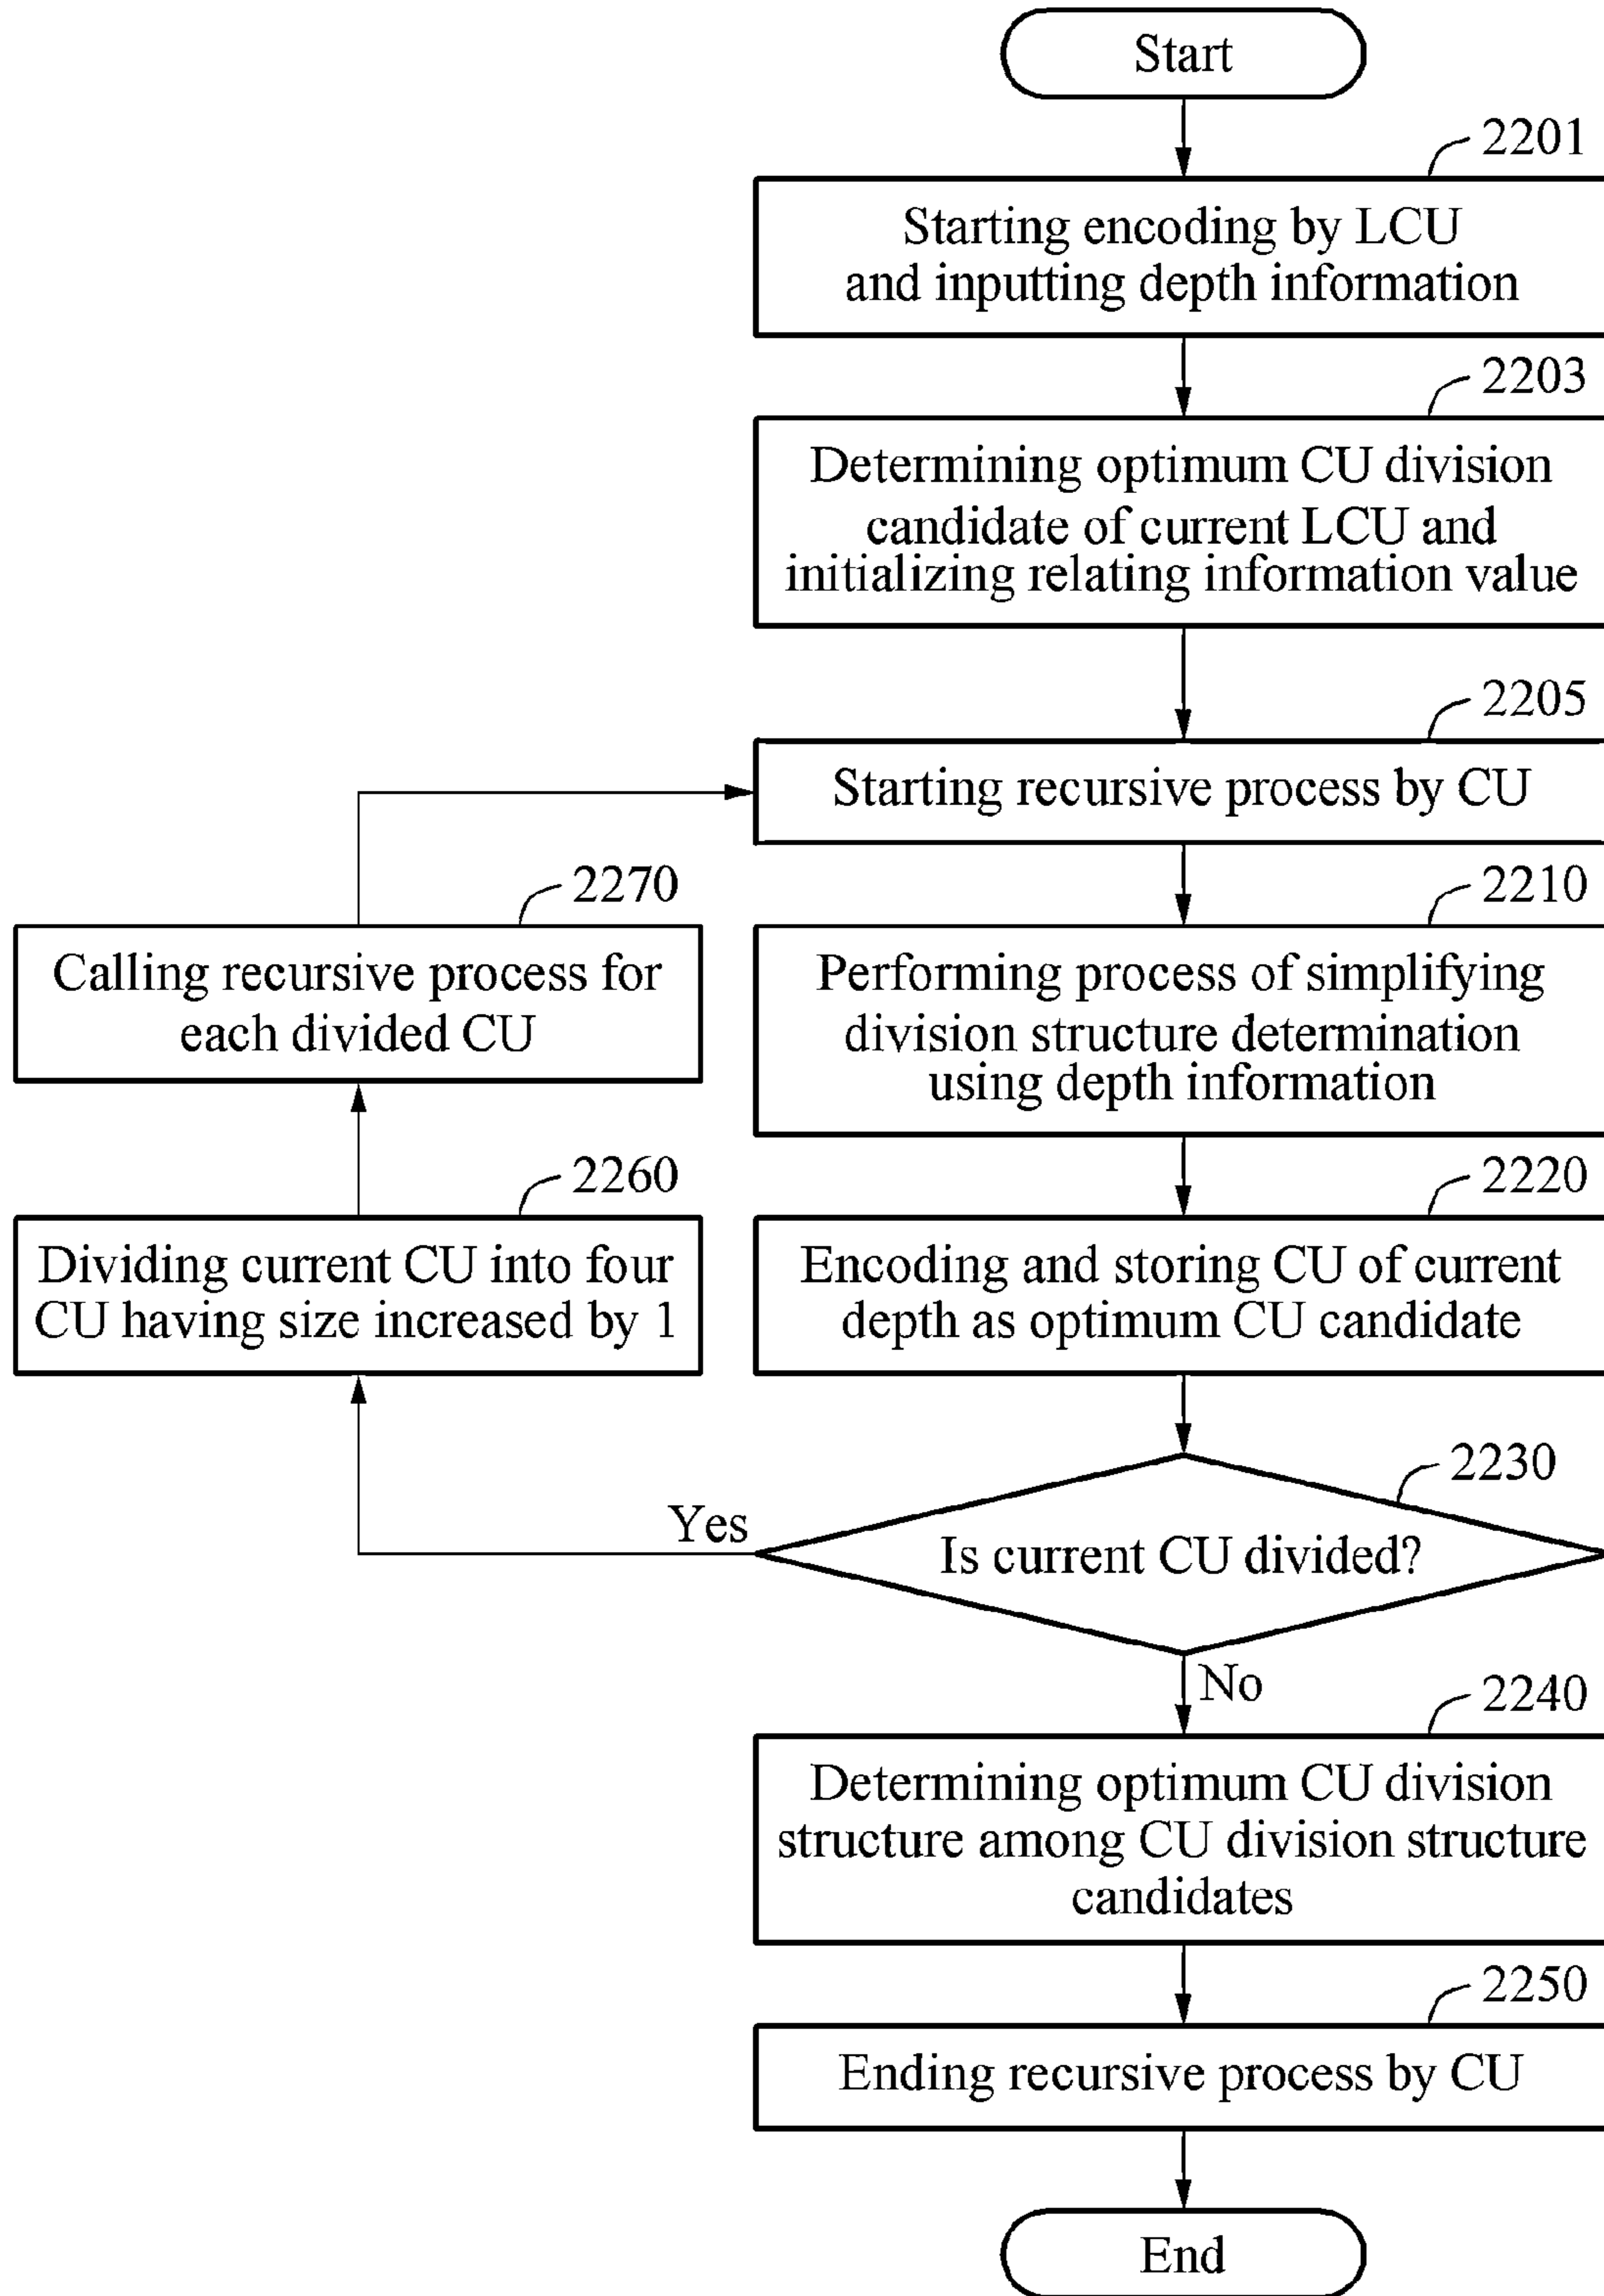 Start
2201
Starting encoding by LCU
and inputting depth information
2203
Determining optimum CU division
candidate of current LCU and
initializing relating information value
2205
Starting recursive process by CU
2210
Performing process of simplifying
division structure determination
using depth information
2220
Encoding and storing CU of current
depth as optimum CU candidate
2230
Is current CU divided?
Yes
2260
Dividing current CU into four
CU having size increased by 1
2270
Calling recursive process for
each divided CU
No
2240
Determining optimum CU division
structure among CU division structure
candidates
2250
Ending recursive process by CU
End